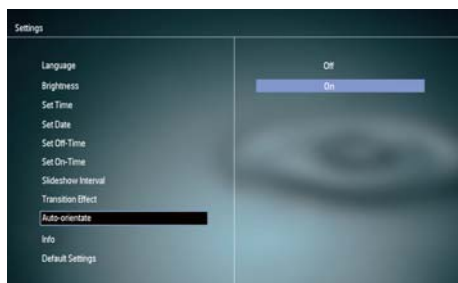 Settings
Language
Brightness
Set Time
Set Date
Set Off-Time
Set On-Time
Slideshow Interval
Transition Effect
Auto-orientate
Info
Default Settings
Off
On